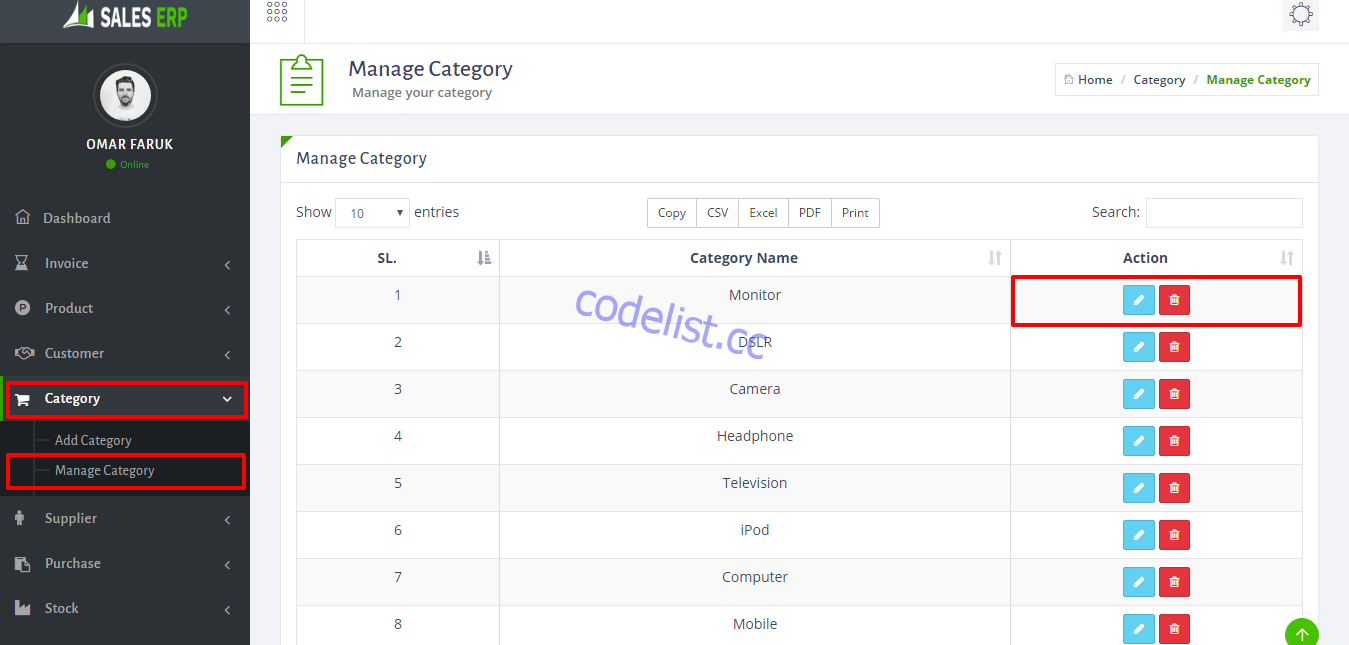 SALES ERP
Manage Category
Manage your category
Home / Category / Manage Category
OMAR FARUK
Online
Dashboard
Invoice
Product
Customer
Category
Add Category
Manage Category
Supplier
Purchase
Stock
Manage Category
Show 10 entries
Copy CSV Excel PDF Print
Search:
SL. Category Name Action
1 Monitor
2 DSLR
3 Camera
4 Headphone
5 Television
6 iPod
7 Computer
8 Mobile
codelist.cc